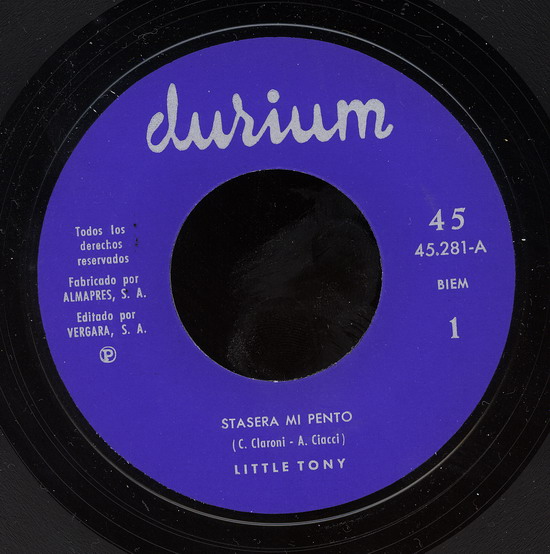 durium
Todos los
derechos
reservados
Fabricado por
ALMAPRES, S. A.
Editado por
VERGARA, S. A.
P
45
45.281-A
BIEM
1
STASERA MI PENTO
( C. Claroni - A. Ciacci )
LITTLE TONY